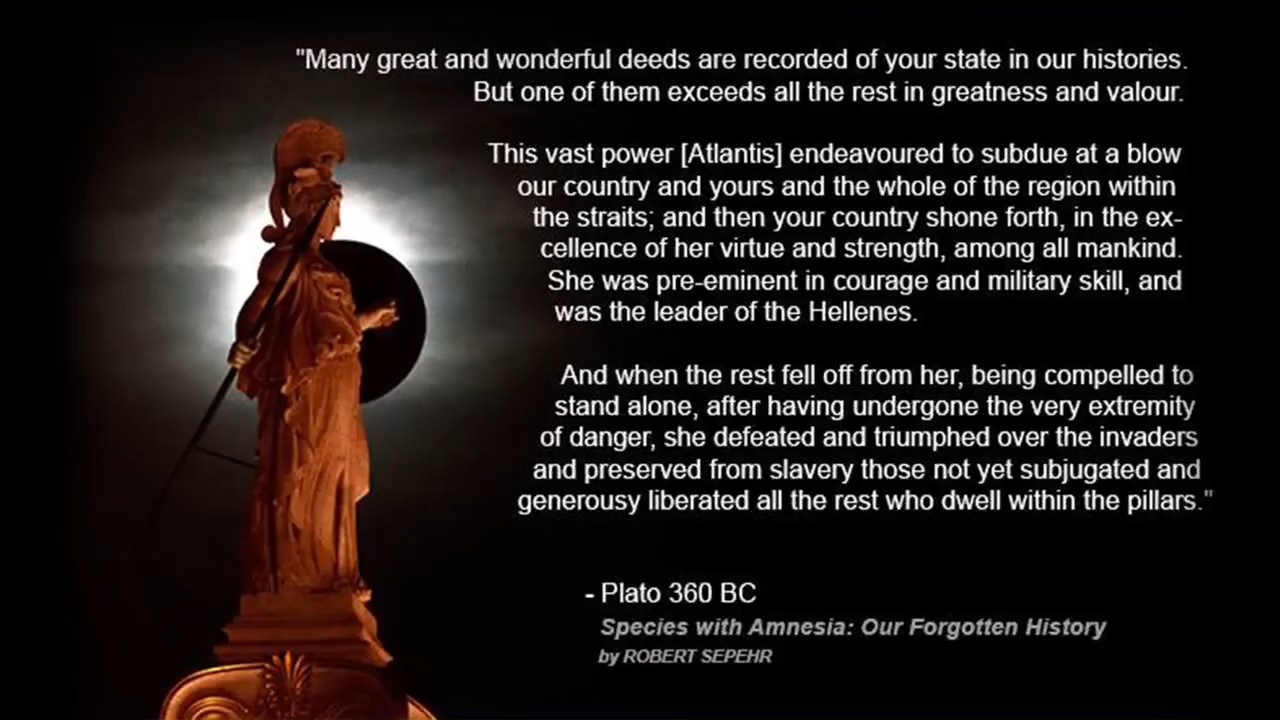 "Many great and wonderful deeds are recorded of your state in our histories.
But one of them exceeds all the rest in greatness and valour.
This vast power [Atlantis] endeavoured to subdue at a blow
our country and yours and the whole of the region within
the straits; and then your country shone forth, in the ex-
cellence of her virtue and strength, among all mankind.
She was pre-eminent in courage and military skill, and
was the leader of the Hellenes.
And when the rest fell off from her, being compelled to
stand alone, after having undergone the very extremity
of danger, she defeated and triumphed over the invaders
and preserved from slavery those not yet subjugated and
generousy liberated all the rest who dwell within the pillars."
- Plato 360 BC
Species with Amnesia: Our Forgotten History
by ROBERT SEPEHR